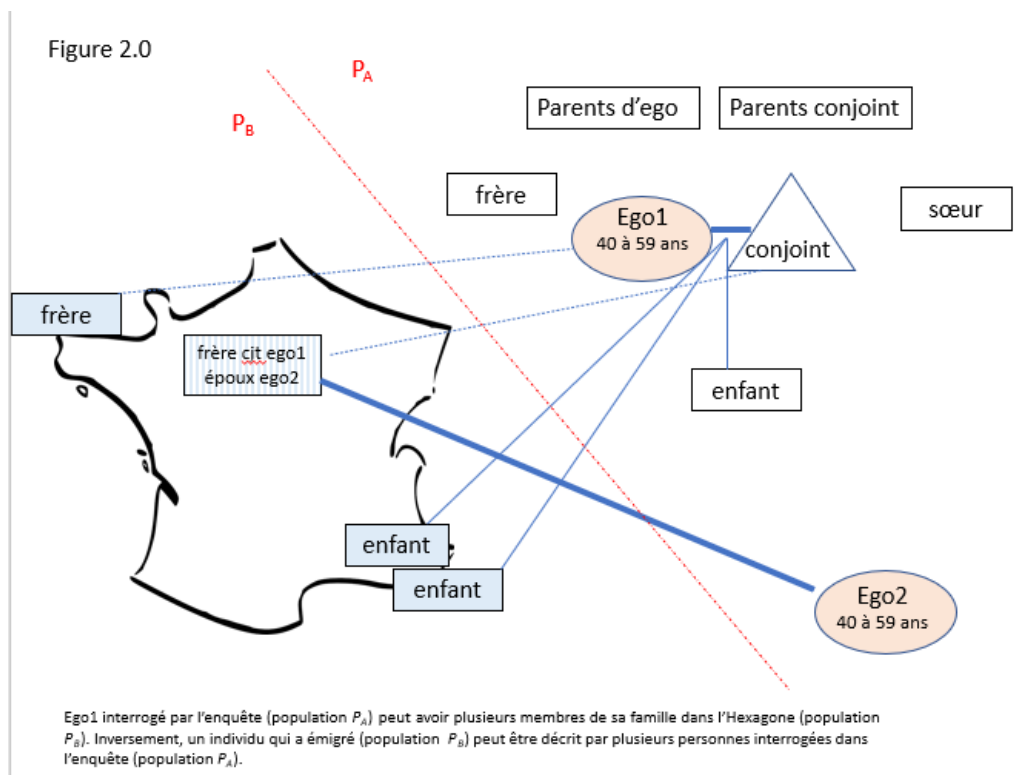 Figure 2.0
PA
PB
Parents d'ego
Parents conjoint
frère
Ego1
40 à 59 ans
conjoint
sœur
frère
frère cjt ego1
époux ego2
enfant
enfant
enfant
Ego2
40 à 59 ans
Ego1 interrogé par l'enquête (population PA) peut avoir plusieurs membres de sa famille dans l'Hexagone (population
PB). Inversement, un individu qui a émigré (population PB) peut être décrit par plusieurs personnes interrogées dans
l'enquête (population PA).